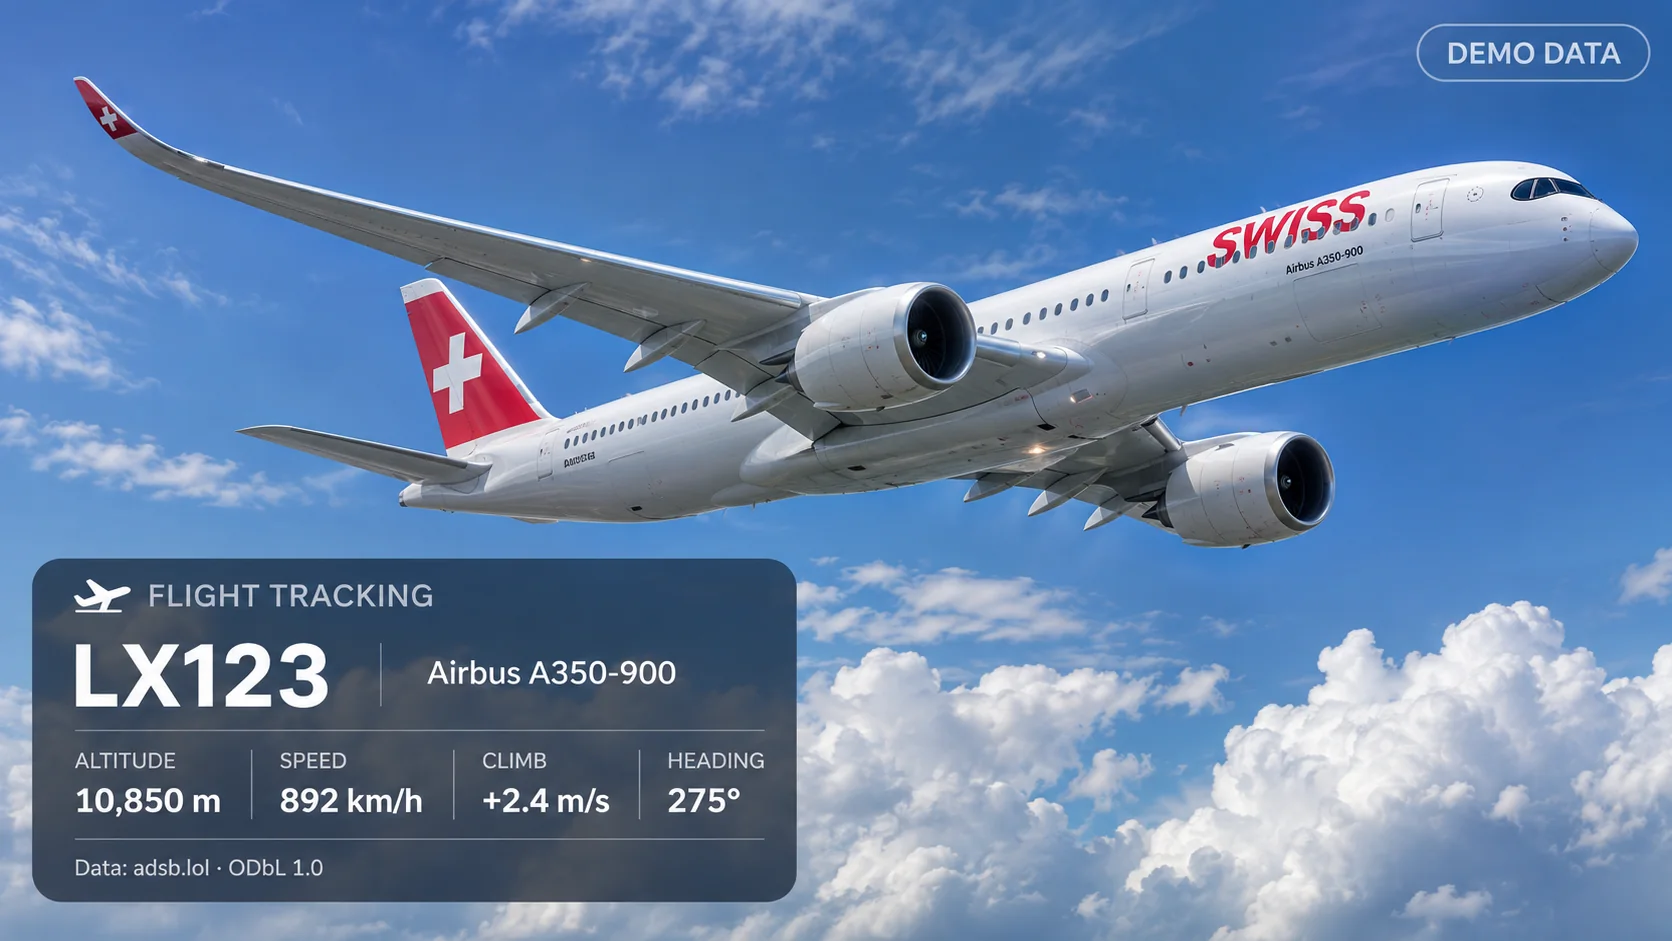 DEMO DATA
SWISS
Airbus A350-900
FLIGHT TRACKING
LX123
Airbus A350-900
ALTITUDE SPEED CLIMB HEADING
10,850 m 892 km/h +2.4 m/s 275°
Data: adsb.lol · ODbL 1.0